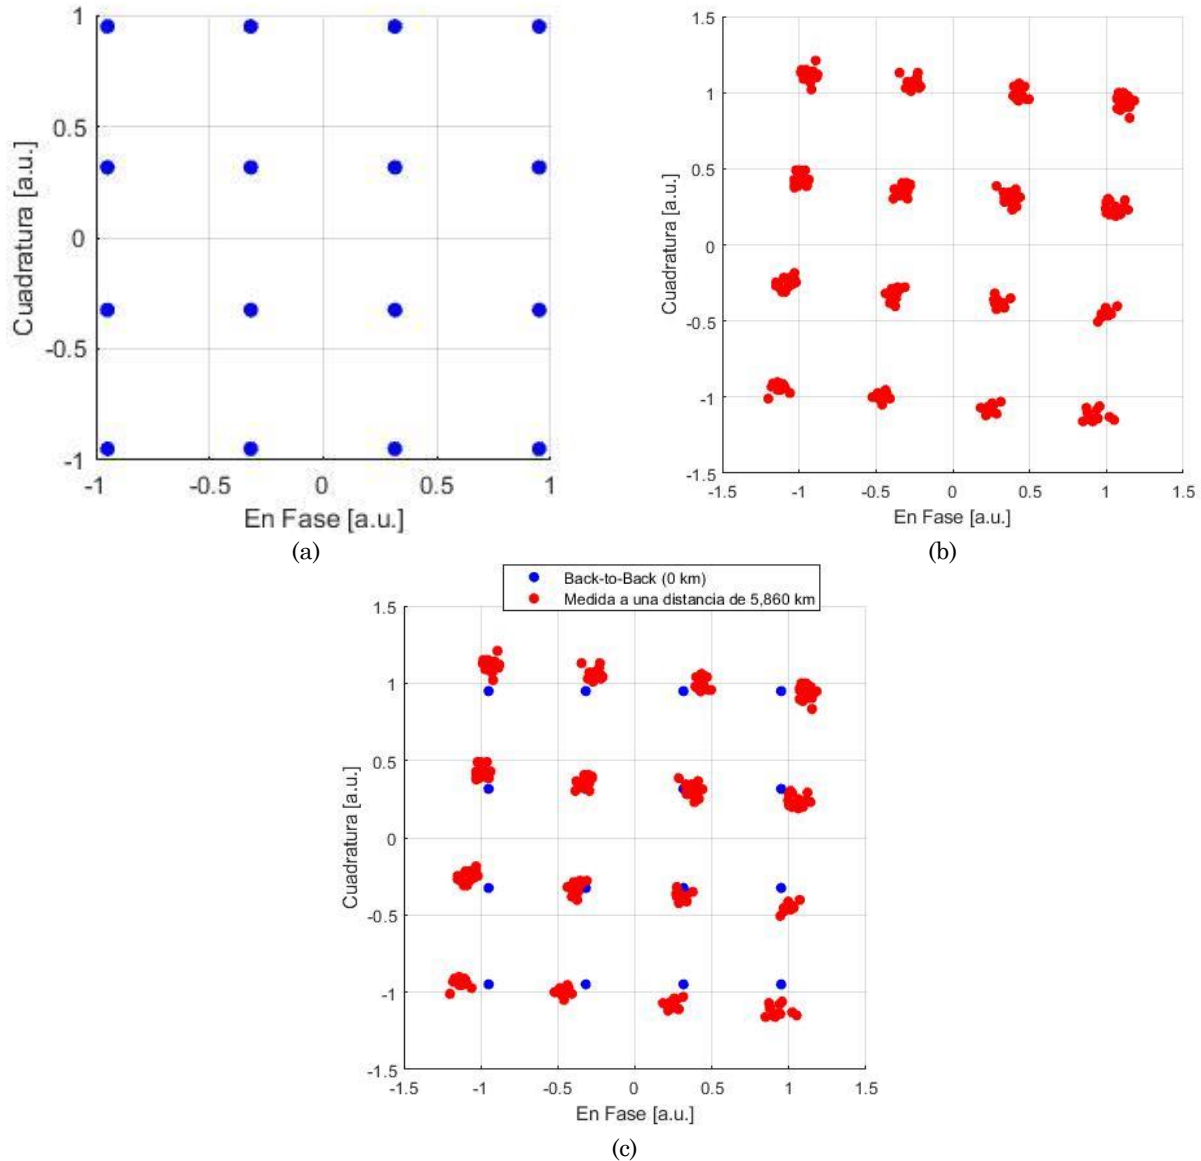 1
0.5
0
-0.5
-1
-1 -0.5 0 0.5 1
Cuadratura [a.u.]
En Fase [a.u.]
(a)
1.5
1
0.5
0
-0.5
-1
-1.5
-1.5 -1 -0.5 0 0.5 1 1.5
Cuadratura [a.u.]
En Fase [a.u.]
(b)
Back-to-Back (0 km)
Medida a una distancia de 5,860 km
1.5
1
0.5
0
-0.5
-1
-1.5
-1.5 -1 -0.5 0 0.5 1 1.5
Cuadratura [a.u.]
En Fase [a.u.]
(c)